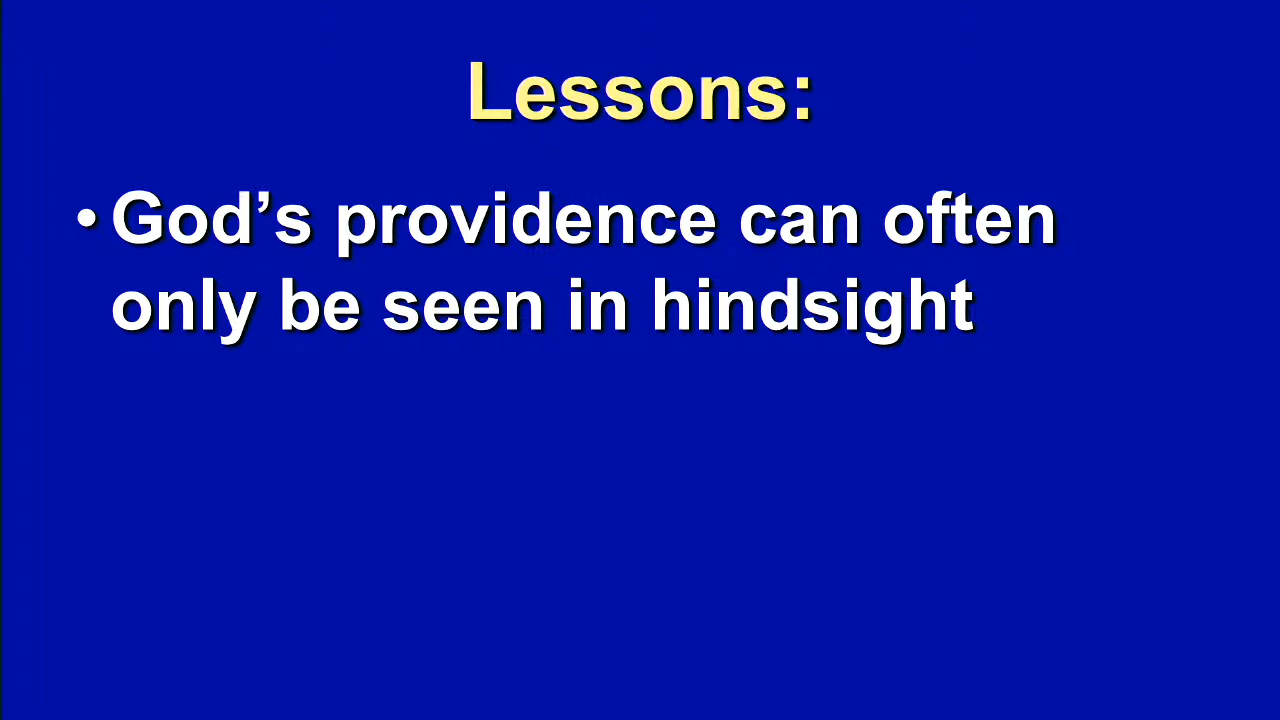 Lessons:
• God’s providence can often
only be seen in hindsight